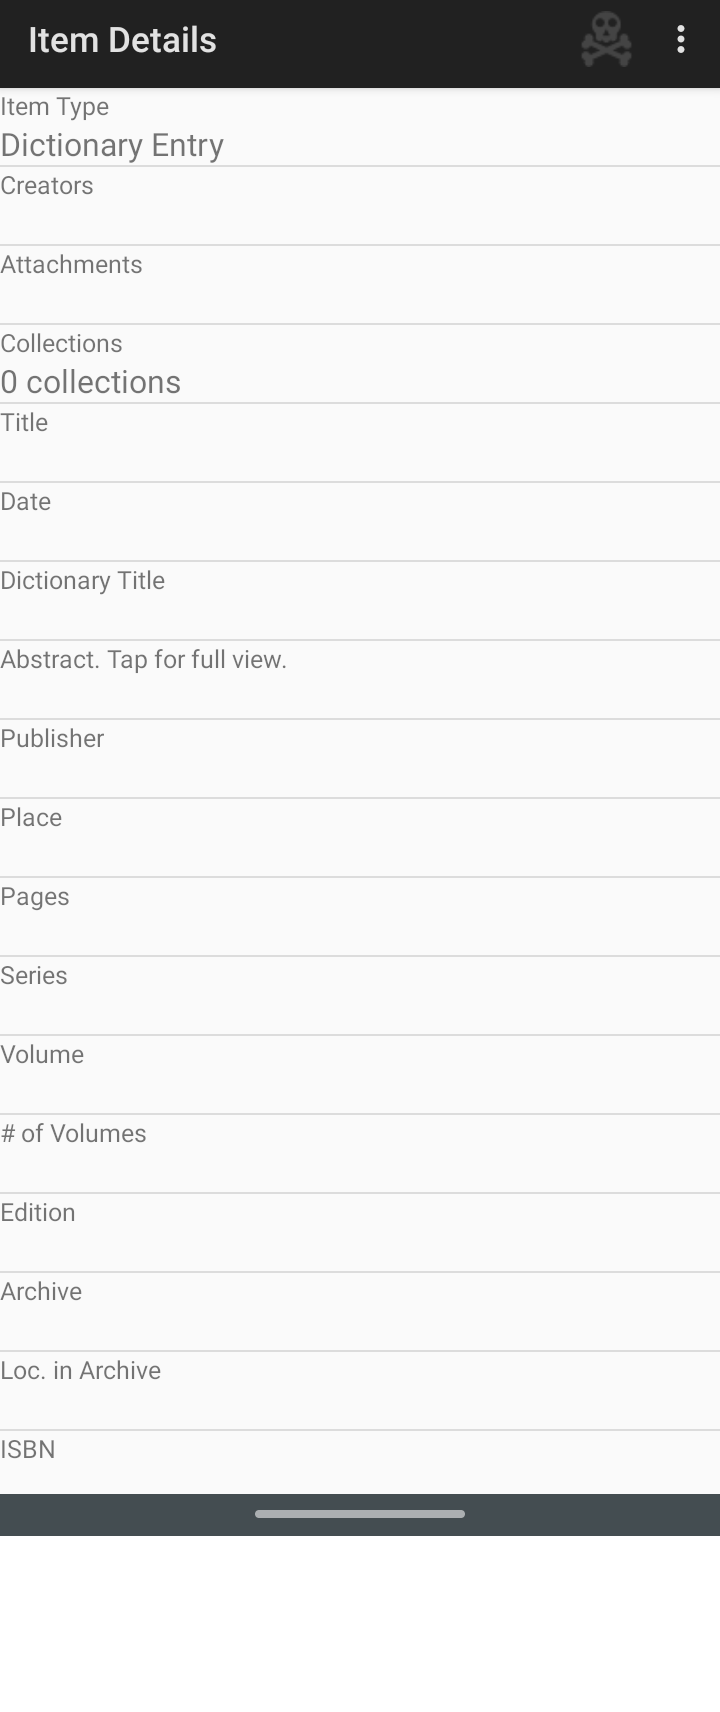 Item Details
Item Type
Dictionary Entry
Creators
Attachments
Collections
0 collections
Title
Date
Dictionary Title
Abstract. Tap for full view.
Publisher
Place
Pages
Series
Volume
# of Volumes
Edition
Archive
Loc. in Archive
ISBN